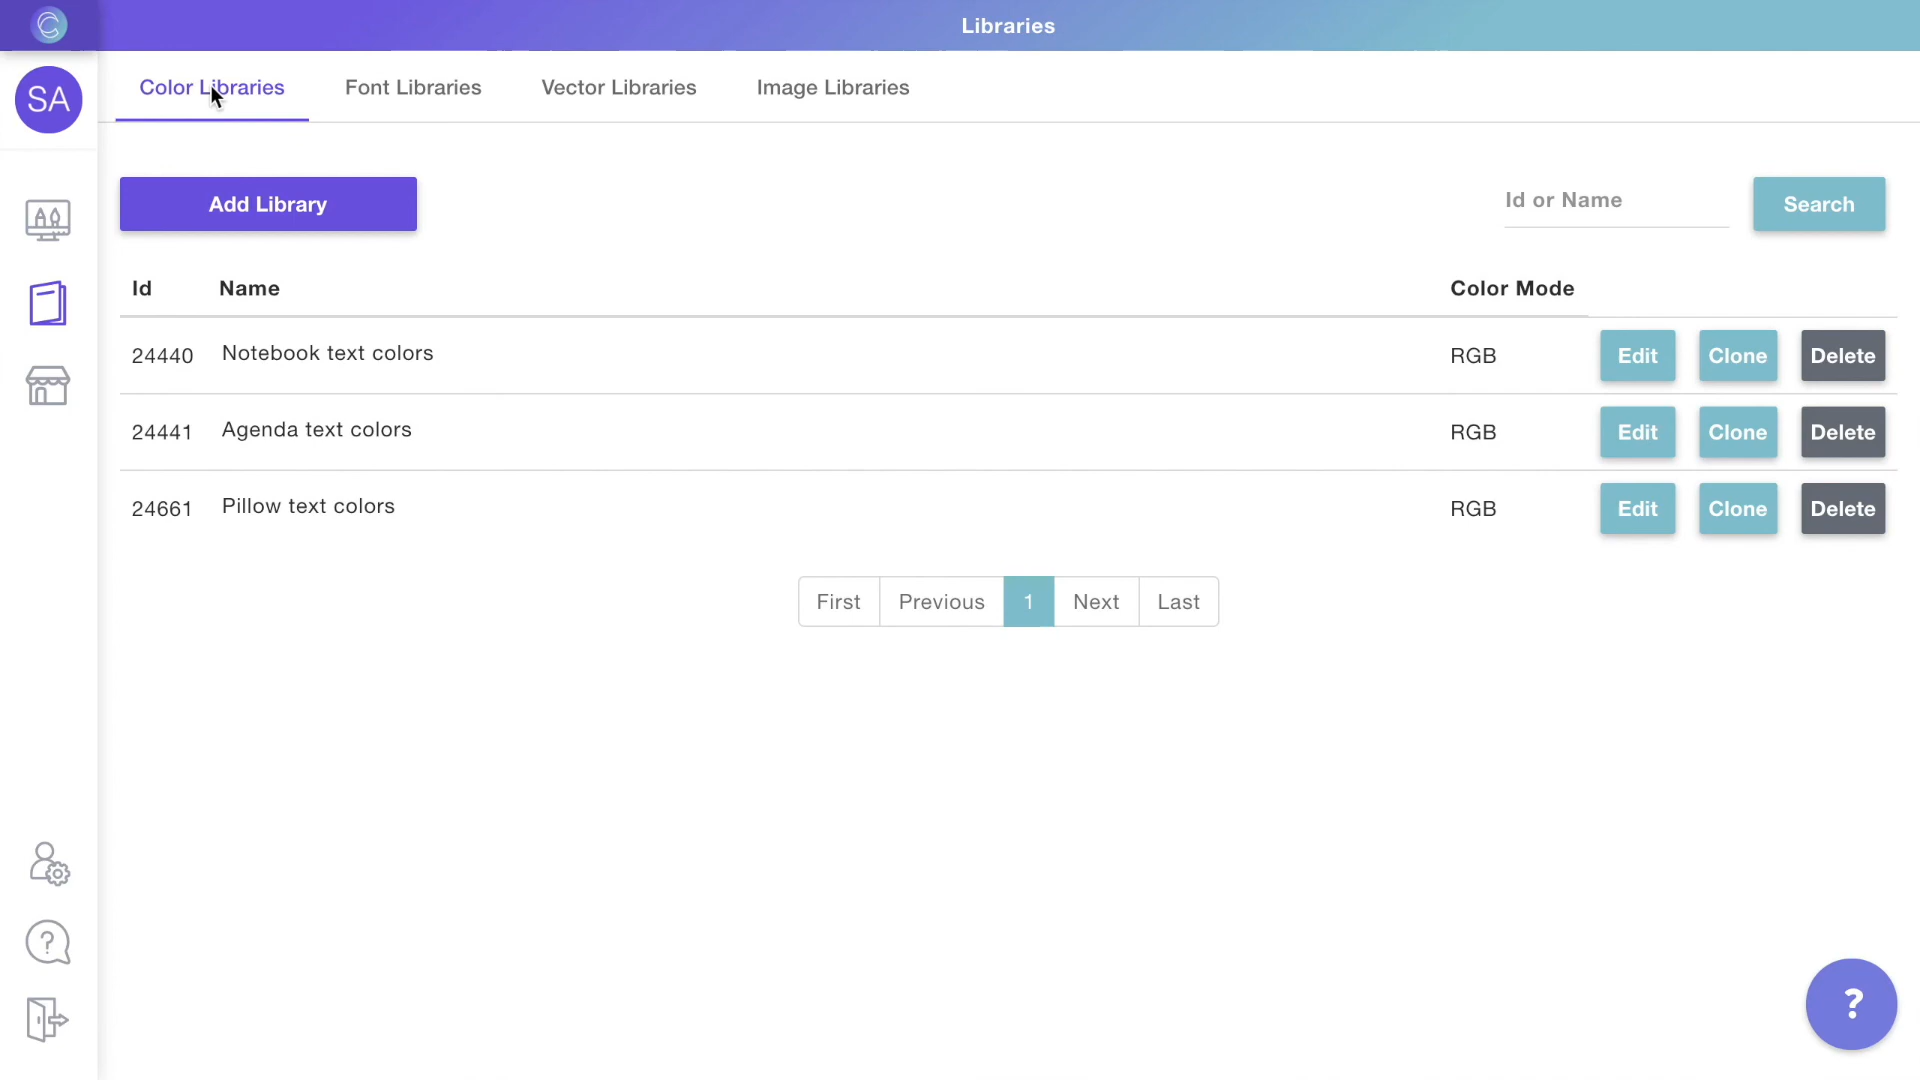 Libraries
SA
Color Libraries Font Libraries Vector Libraries Image Libraries
Add Library Id or Name Search
Id Name Color Mode
24440 Notebook text colors RGB Edit Clone Delete
24441 Agenda text colors RGB Edit Clone Delete
24661 Pillow text colors RGB Edit Clone Delete
First Previous 1 Next Last
?
?